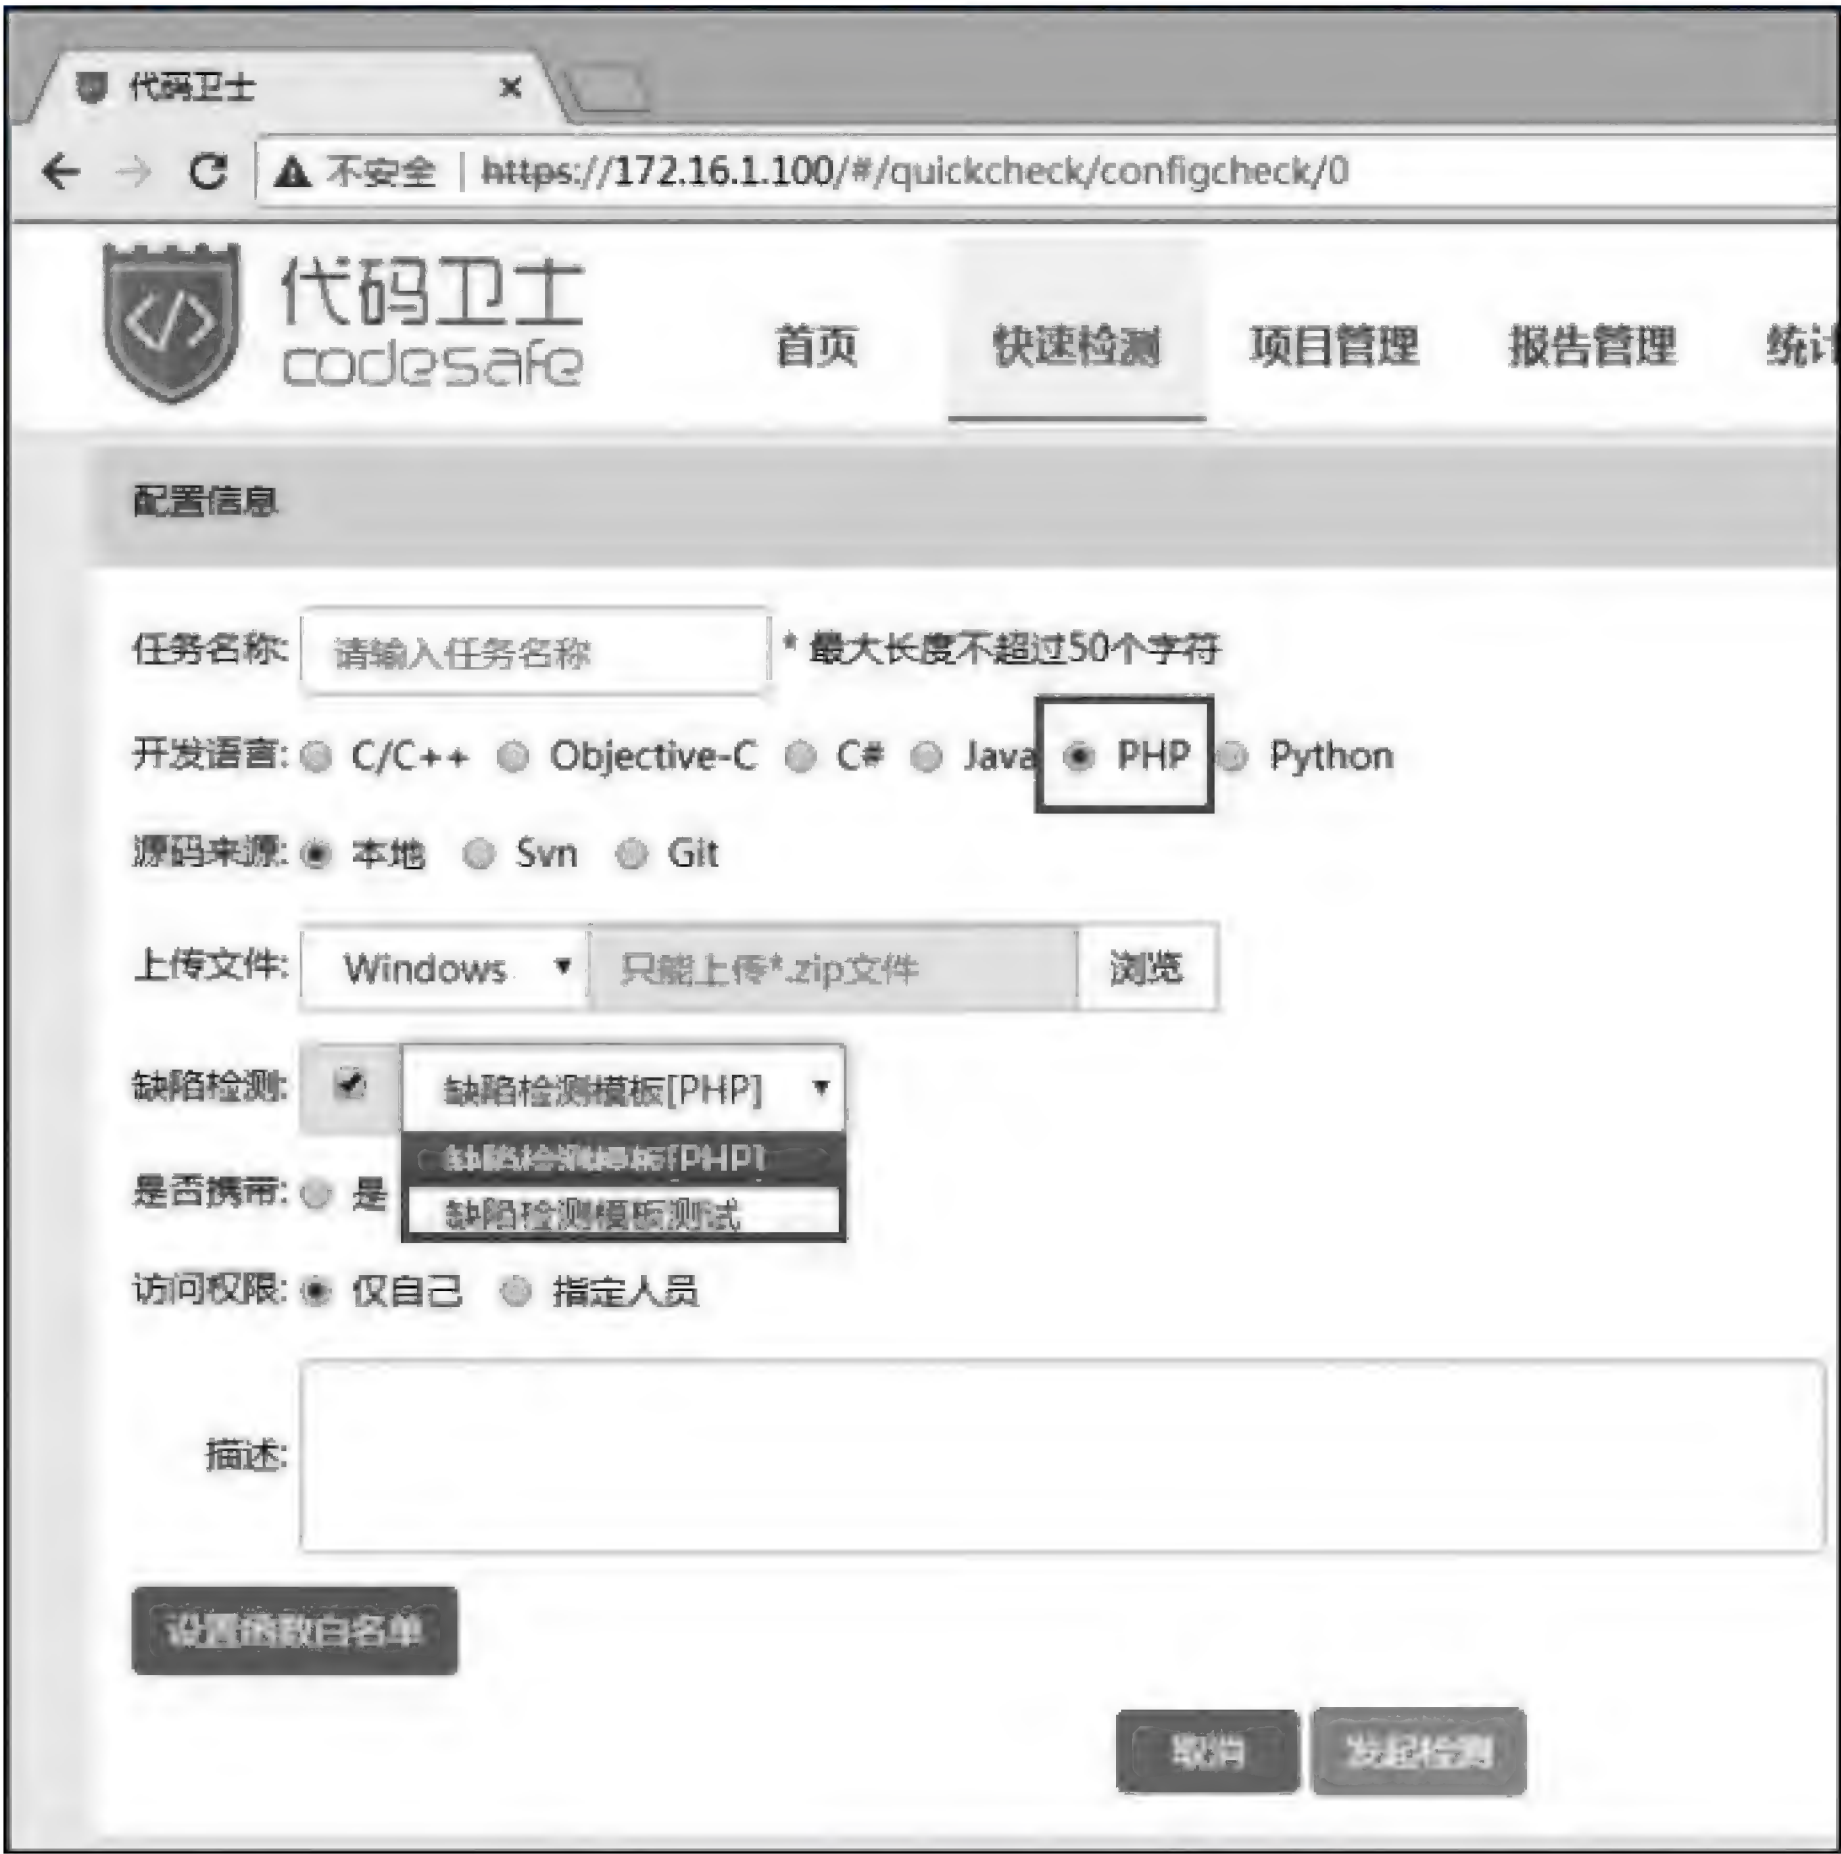 代码卫士 ×
不安全 | https://172.16.1.100/#/quickcheck/configcheck/0
代码卫士
codesafe
首页 快速检测 项目管理 报告管理 统计
配置信息
任务名称: 请输入任务名称 * 最大长度不超过50个字符
开发语言: C/C++ Objective-C C# Java PHP Python
源码来源: 本地 Svn Git
上传文件: Windows 只能上传*.zip文件 浏览
缺陷检测: 缺陷检测模板[PHP]
缺陷检测模板[PHP]
是否携带: 是 缺陷检测模板测试
访问权限: 仅自己 指定人员
描述:
设置函数白名单
取消 发起检测